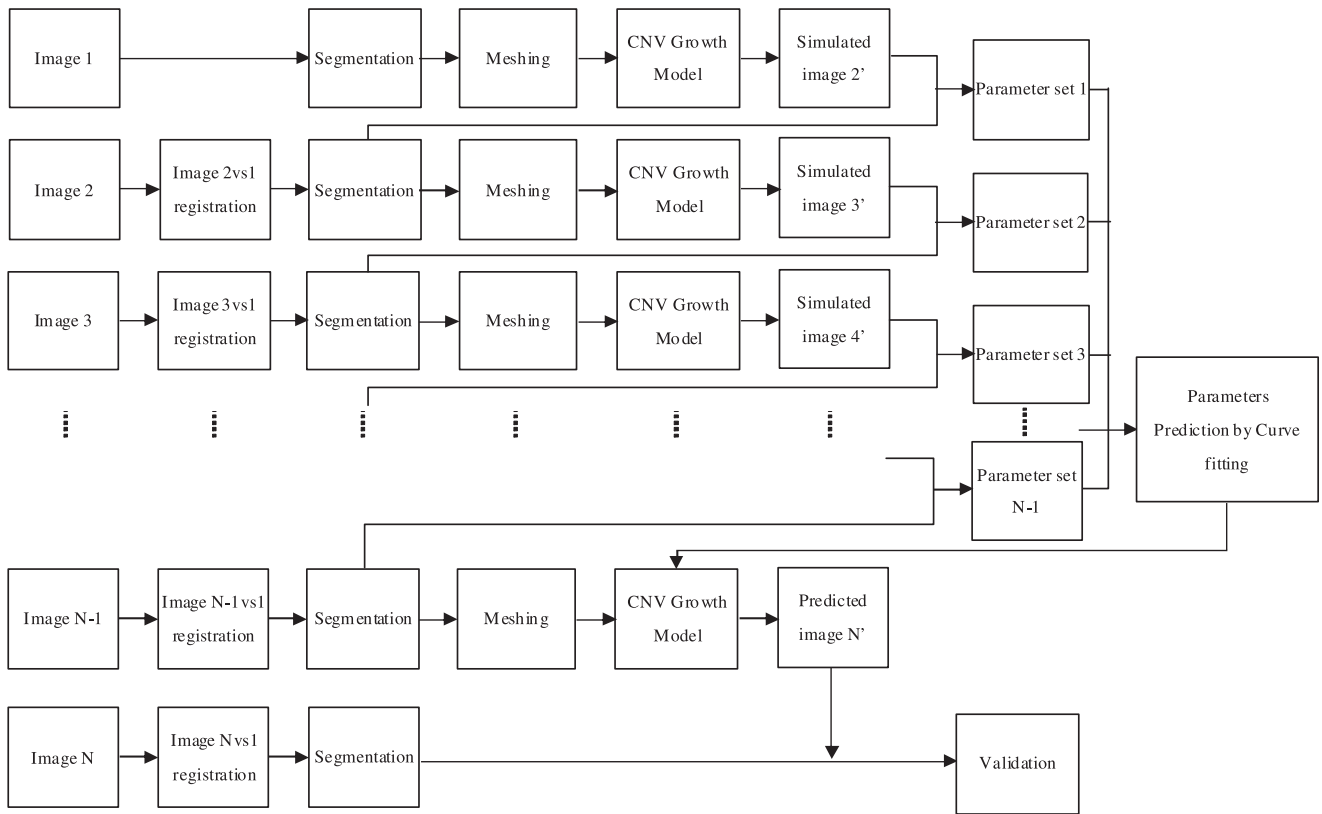 Image 1
Segmentation
Meshing
CNV Growth
Model
Simulated
image 2’
Parameter set 1
Image 2
Image 2vs1
registration
Segmentation
Meshing
CNV Growth
Model
Simulated
image 3’
Parameter set 2
Image 3
Image 3vs1
registration
Segmentation
Meshing
CNV Growth
Model
Simulated
image 4’
Parameter set 3
Parameters
Prediction by Curve
fitting
Parameter set
N-1
Image N-1
Image N-1vs1
registration
Segmentation
Meshing
CNV Growth
Model
Predicted
image N’
Image N
Image Nvs1
registration
Segmentation
Validation